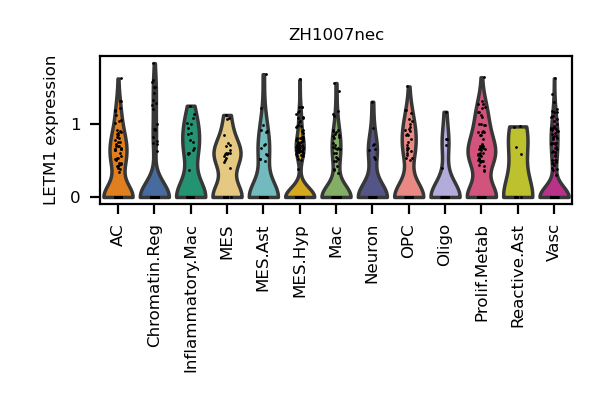 ZH1007nec
LETM1 expression
1
0
AC
Chromatin.Reg
Inflammatory.Mac
MES
MES.Ast
MES.Hyp
Mac
Neuron
OPC
Oligo
Prolif.Metab
Reactive.Ast
Vasc